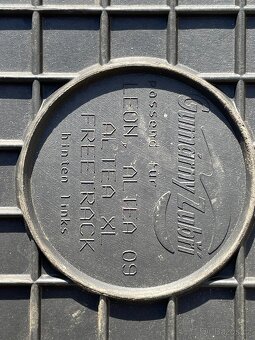 Gumárny Zubří
passend für
LEON, ALTEA 09
ALTEA Xl
FREETRACK
hinten links